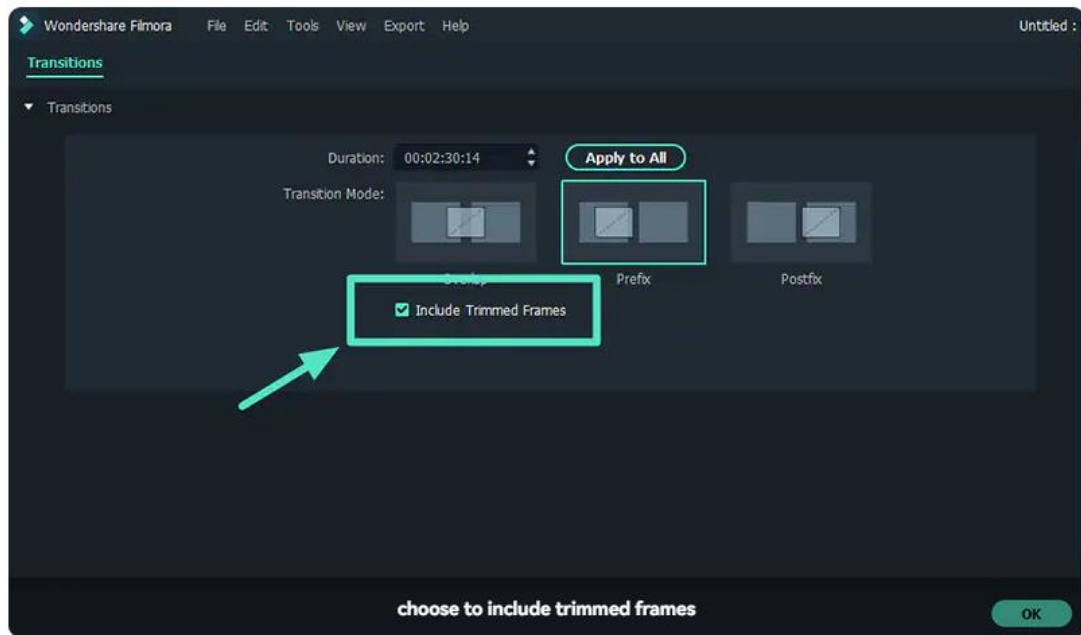 Wondershare Filmora File Edit Tools View Export Help Untitled :
Transitions
Transitions
Duration: 00:02:30:14 Apply to All
Transition Mode:
Overlap Prefix Postfix
Include Trimmed Frames
choose to include trimmed frames
OK